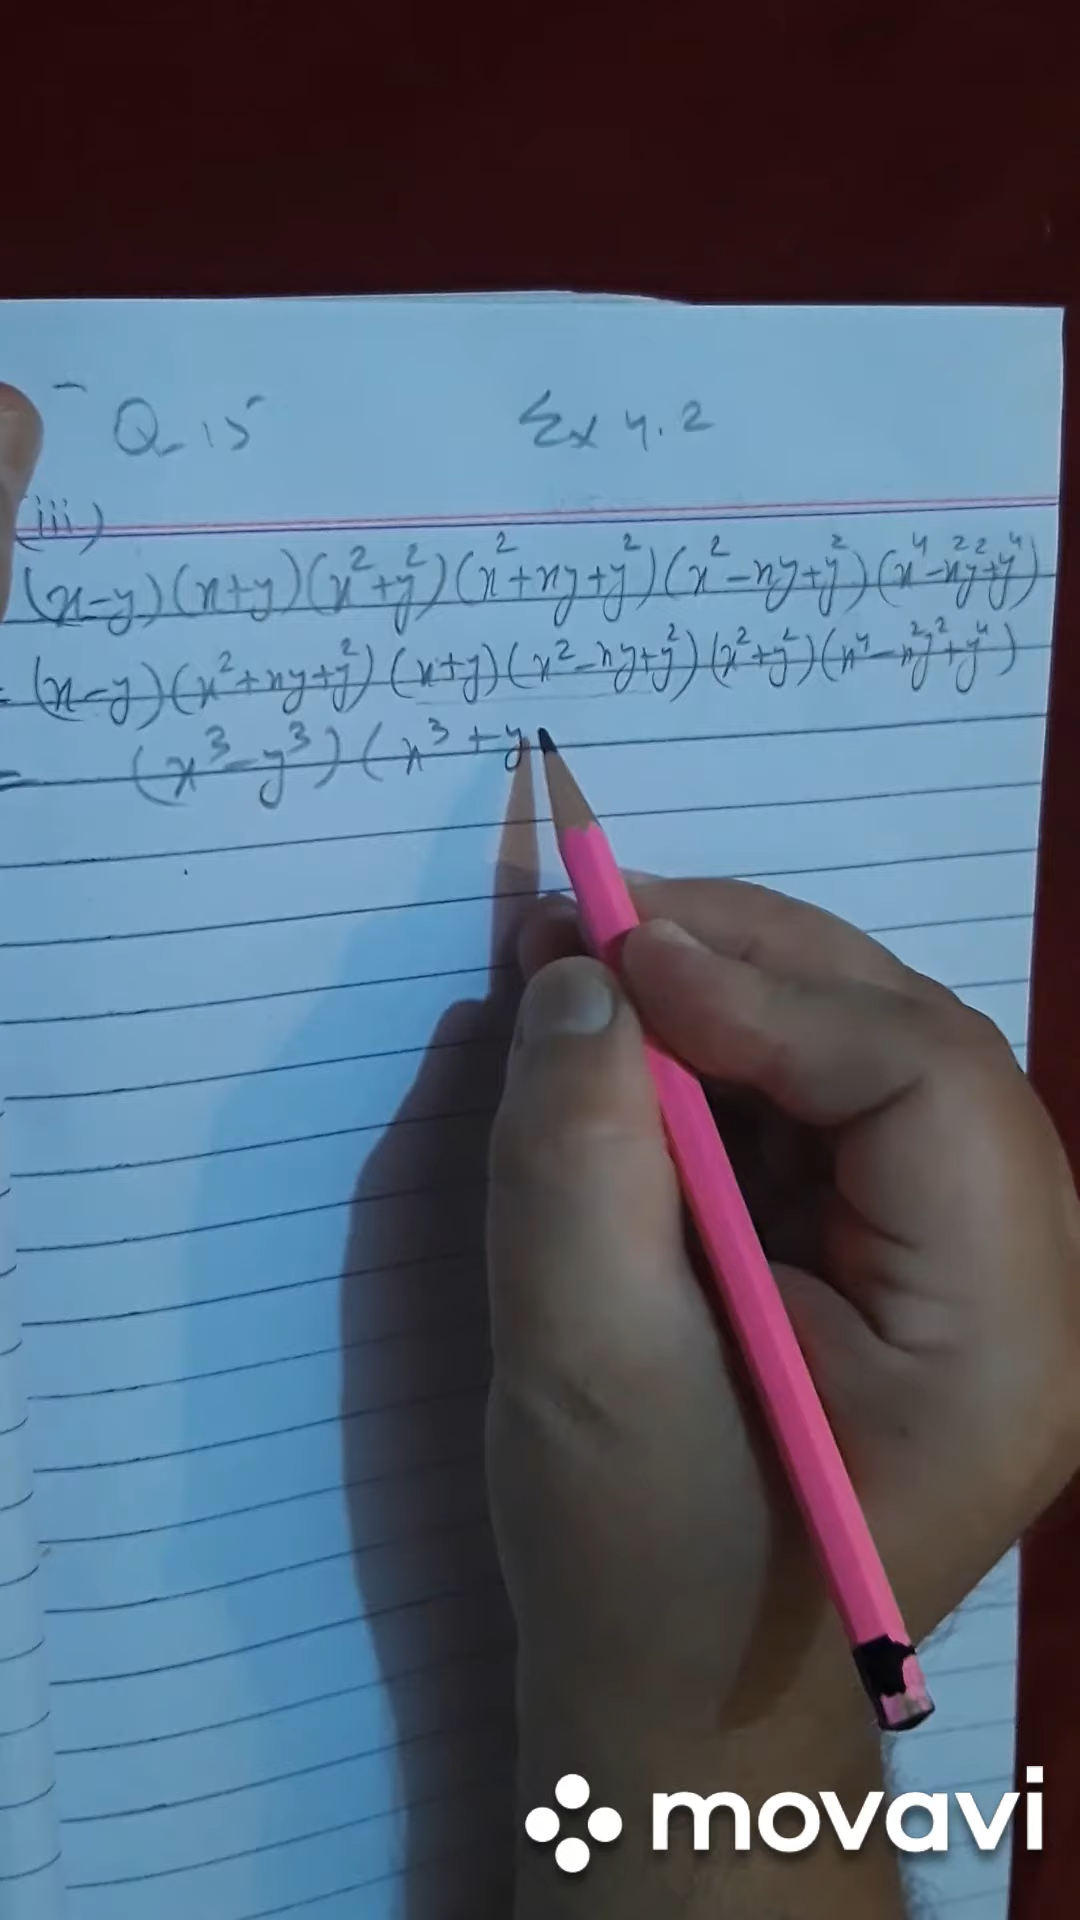 Q.15 Ex 4.2
(iii)
(x-y)(x+y)(x²+y²)(x²+xy+y²)(x²-xy+y²)(x⁴-x²y²+y⁴)
= (x-y)(x²+xy+y²)(x+y)(x²-xy+y²)(x²+y²)(x⁴-x²y²+y⁴)
= (x³-y³)(x³+y
movavi